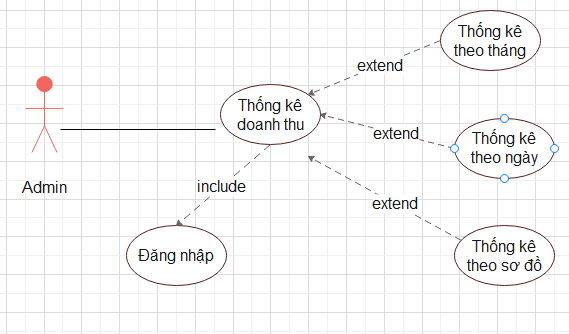 Thống kê
theo tháng
extend
Thống kê
doanh thu
extend
Thống kê
theo ngày
Admin
include
extend
Đăng nhập
Thống kê
theo sơ đồ